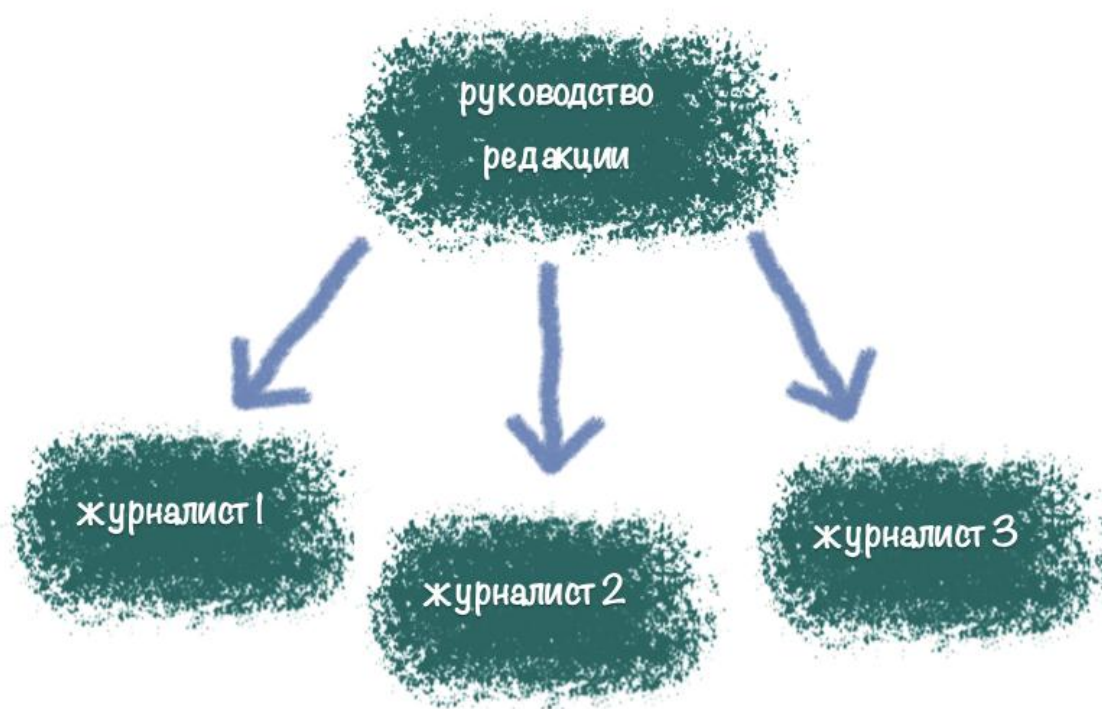 руководство
редакции
журналист 1
журналист 2
журналист 3